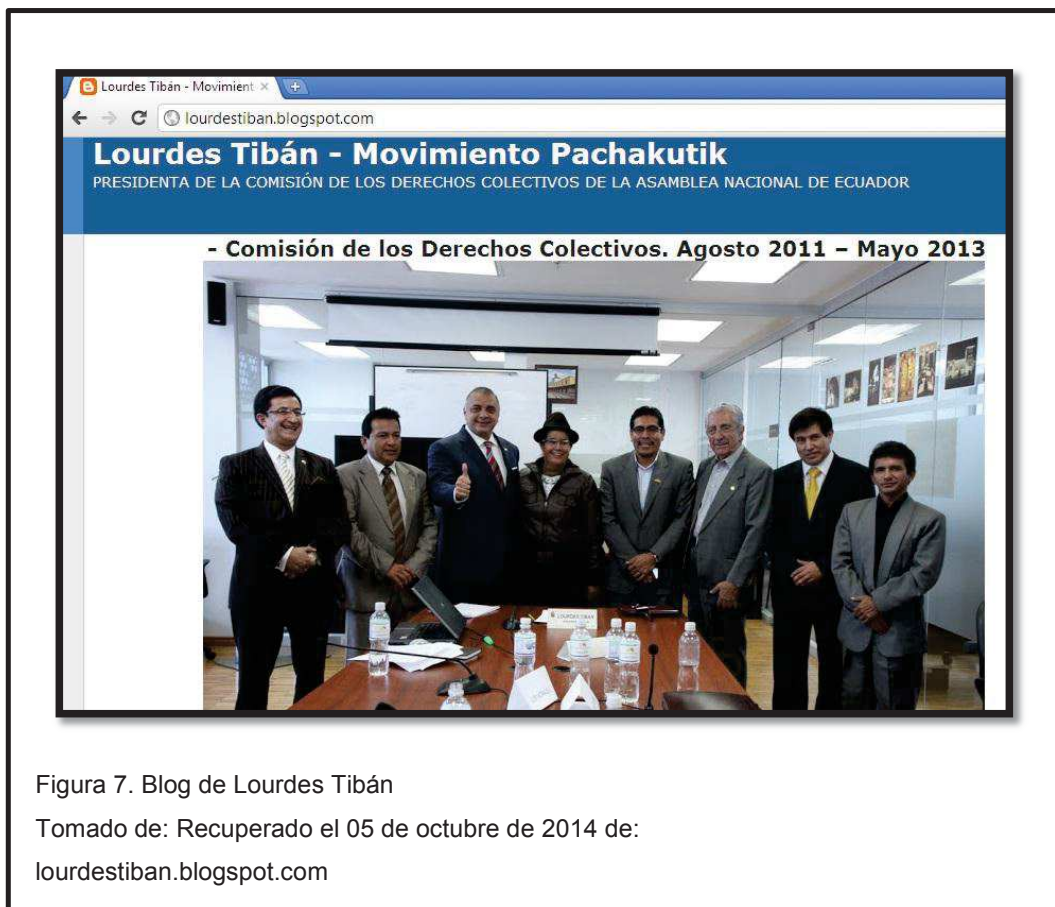 Lourdes Tibán - Movimient
lourdestiban.blogspot.com
Lourdes Tibán - Movimiento Pachakutik
PRESIDENTA DE LA COMISIÓN DE LOS DERECHOS COLECTIVOS DE LA ASAMBLEA NACIONAL DE ECUADOR
- Comisión de los Derechos Colectivos. Agosto 2011 – Mayo 2013
LOURDES TIBÁN
Figura 7. Blog de Lourdes Tibán
Tomado de: Recuperado el 05 de octubre de 2014 de:
lourdestiban.blogspot.com